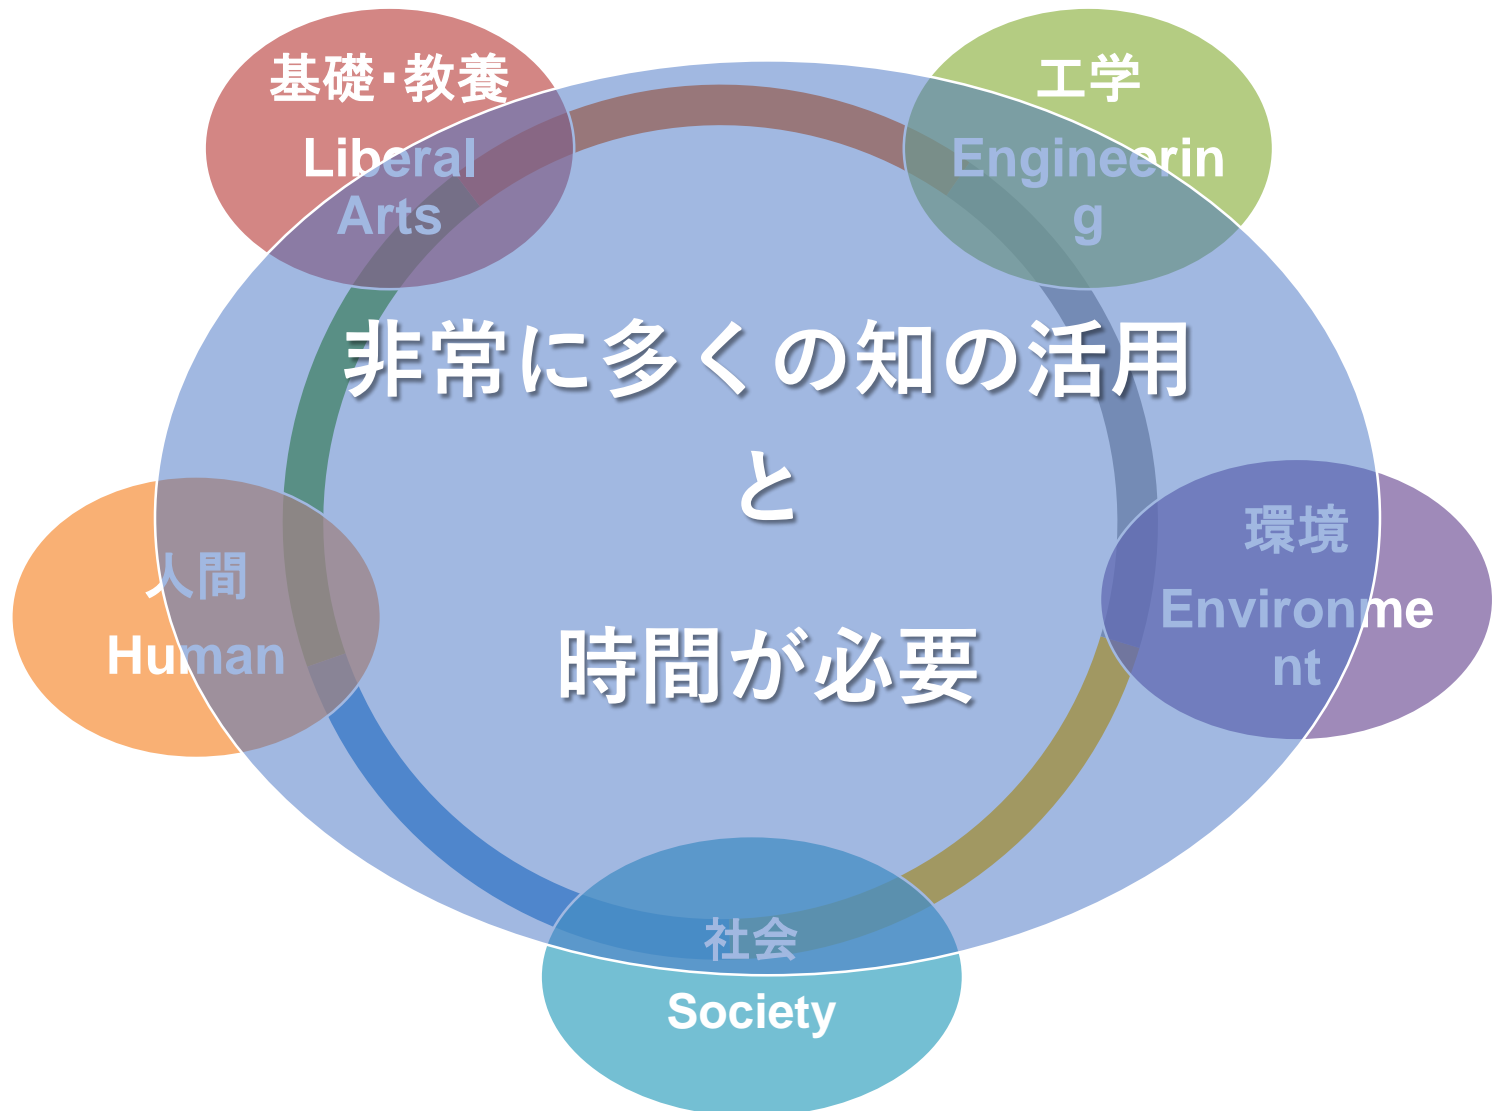 基礎・教養
Liberal
Arts
工学
Engineerin
g
非常に多くの知の活用
と
時間が必要
環境
Environme
nt
人間
Human
社会
Society